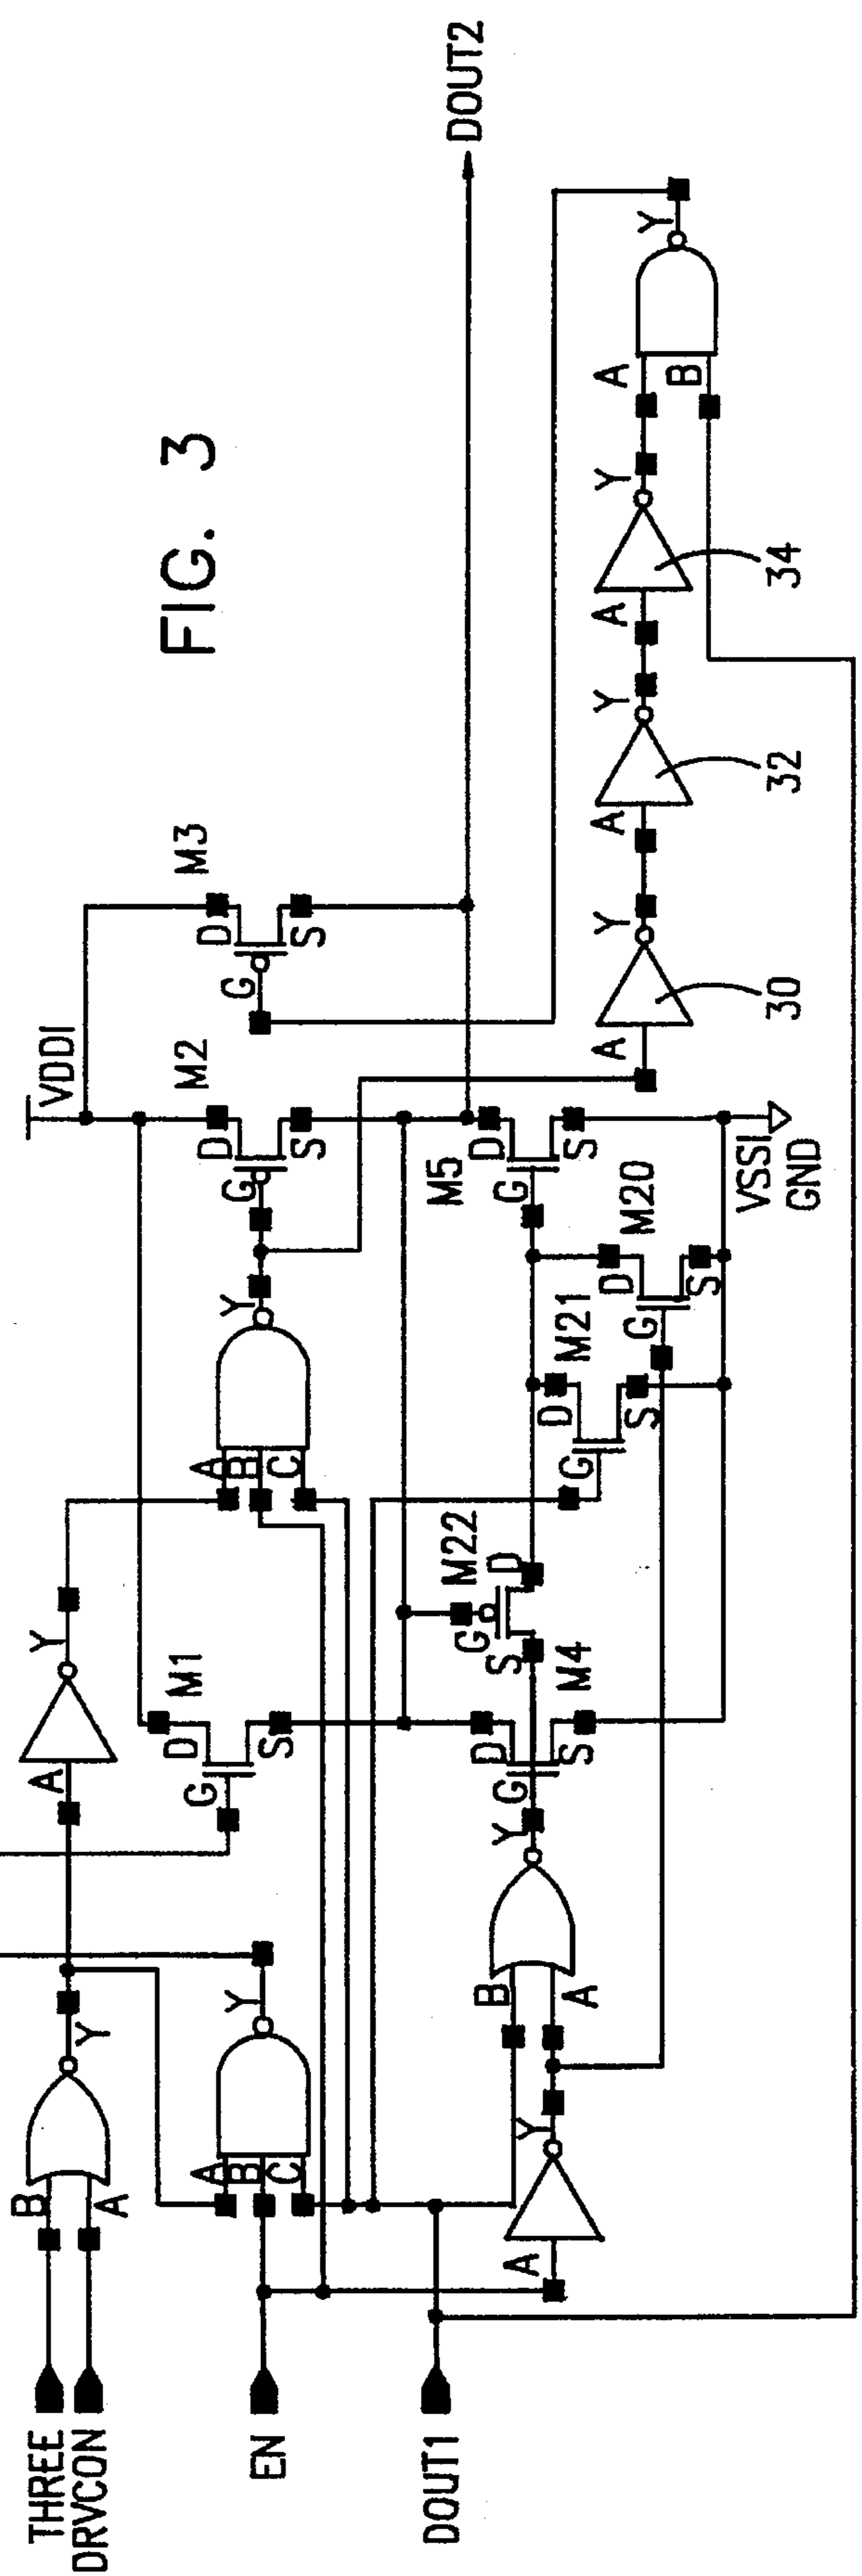 FIG. 3
THREE
DRVCON
EN
DOUT1
DOUT2
VDDI
VSSI
GND
B
A
Y
A
Y
A
B
C
Y
A
B
C
Y
A
Y
B
A
Y
M1
D
G
S
M2
D
G
S
M3
D
G
S
M4
D
G
S
M22
G
S
D
M21
D
G
S
M20
D
G
S
M5
D
G
S
A
Y
30
A
Y
32
A
Y
34
A
B
Y